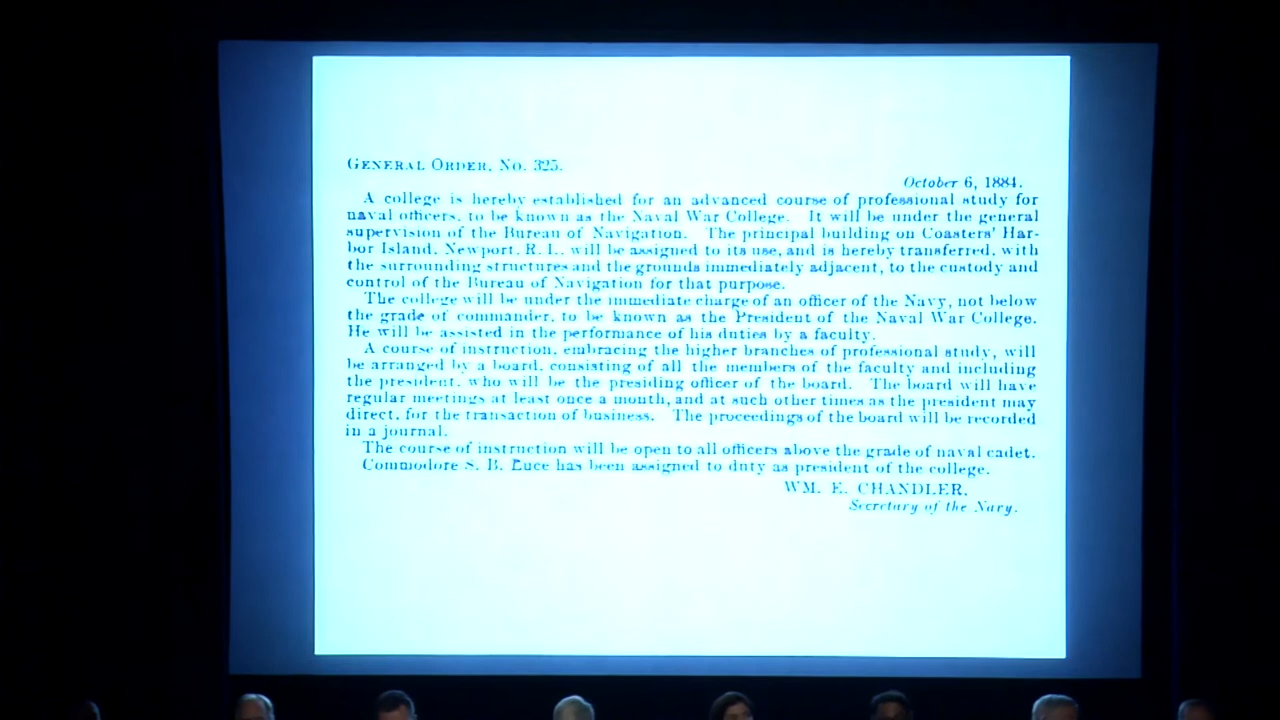 GENERAL ORDER, No. 325.
October 6, 1884.
A college is hereby established for an advanced course of professional study for
naval officers, to be known as the Naval War College. It will be under the general
supervision of the Bureau of Navigation. The principal building on Coasters' Har-
bor Island, Newport, R. I., will be assigned to its use, and is hereby transferred, with
the surrounding structures and the grounds immediately adjacent, to the custody and
control of the Bureau of Navigation for that purpose.
The college will be under the immediate charge of an officer of the Navy, not below
the grade of commander, to be known as the President of the Naval War College.
He will be assisted in the performance of his duties by a faculty.
A course of instruction, embracing the higher branches of professional study, will
be arranged by a board, consisting of all the members of the faculty and including
the president, who will be the presiding officer of the board. The board will have
regular meetings at least once a month, and at such other times as the president may
direct, for the transaction of business. The proceedings of the board will be recorded
in a journal.
The course of instruction will be open to all officers above the grade of naval cadet.
Commodore S. B. Luce has been assigned to duty as president of the college.
WM. E. CHANDLER,
Secretary of the Navy.